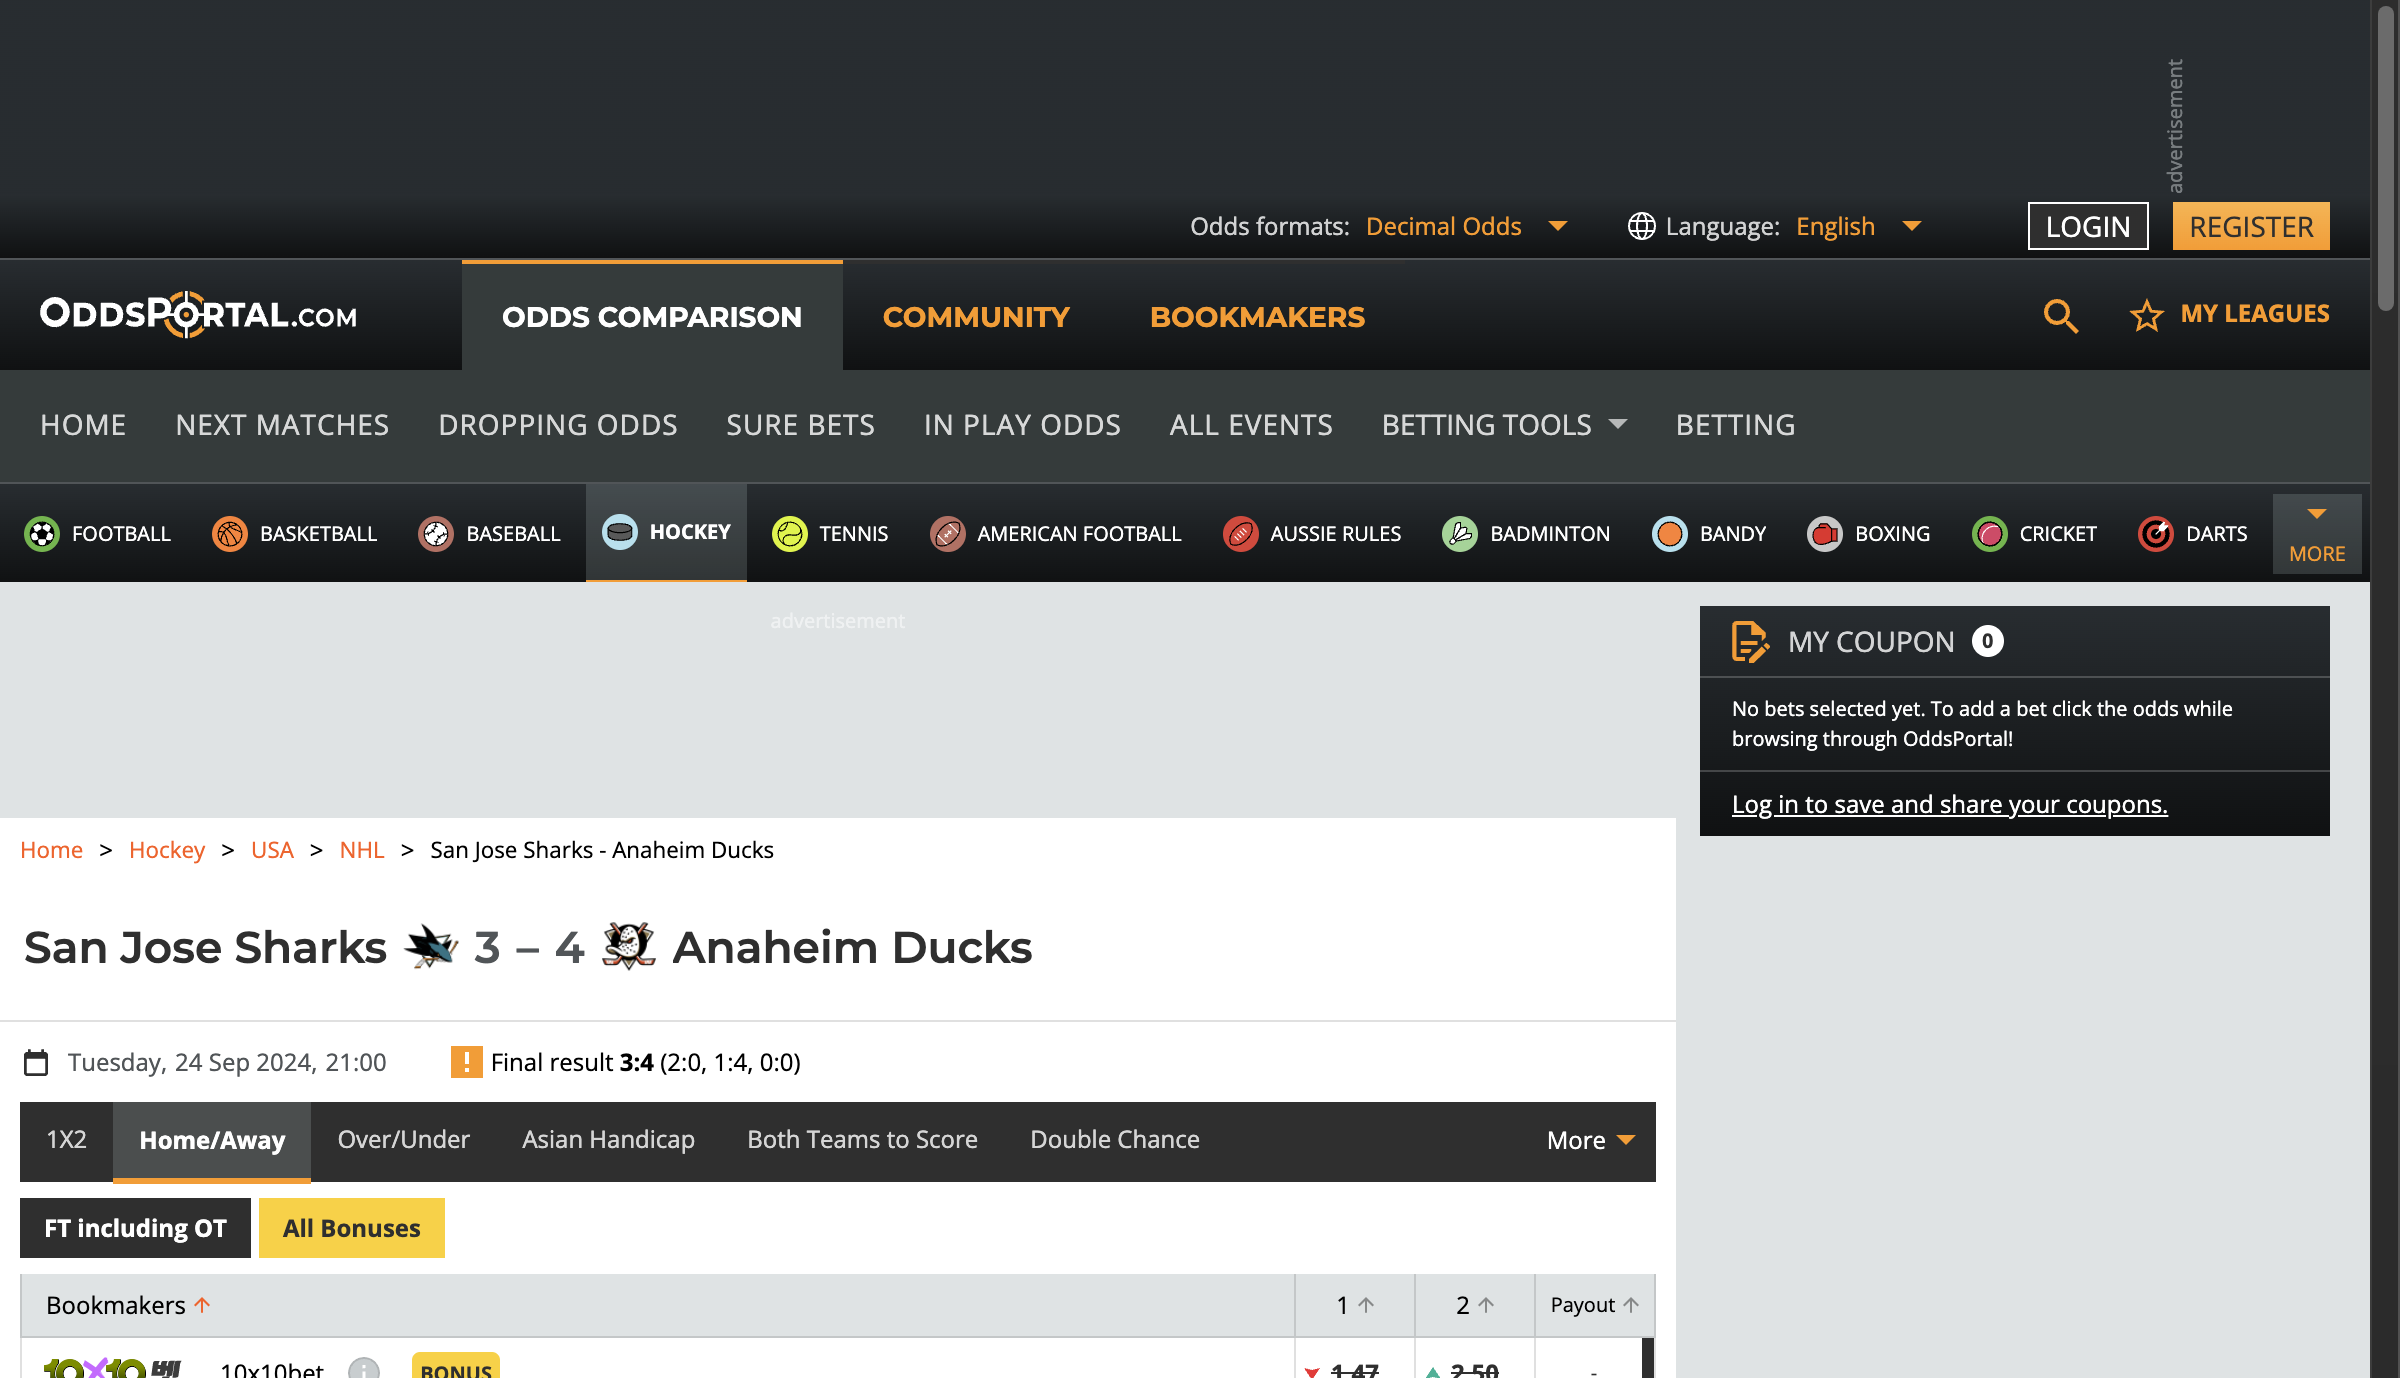 advertisement
Odds formats: Decimal Odds
Language: English
LOGIN
REGISTER
ODDSPORTAL.COM
ODDS COMPARISON
COMMUNITY
BOOKMAKERS
MY LEAGUES
HOME
NEXT MATCHES
DROPPING ODDS
SURE BETS
IN PLAY ODDS
ALL EVENTS
BETTING TOOLS
BETTING
FOOTBALL
BASKETBALL
BASEBALL
HOCKEY
TENNIS
AMERICAN FOOTBALL
AUSSIE RULES
BADMINTON
BANDY
BOXING
CRICKET
DARTS
MORE
advertisement
MY COUPON 0
No bets selected yet. To add a bet click the odds while
browsing through OddsPortal!
Log in to save and share your coupons.
Home > Hockey > USA > NHL > San Jose Sharks - Anaheim Ducks
San Jose Sharks 3 – 4 Anaheim Ducks
Tuesday, 24 Sep 2024, 21:00
! Final result 3:4 (2:0, 1:4, 0:0)
1X2
Home/Away
Over/Under
Asian Handicap
Both Teams to Score
Double Chance
More
FT including OT
All Bonuses
Bookmakers
1
2
Payout
10x10 BET
10x10bet
i
BONUS
1.47
2.50
-